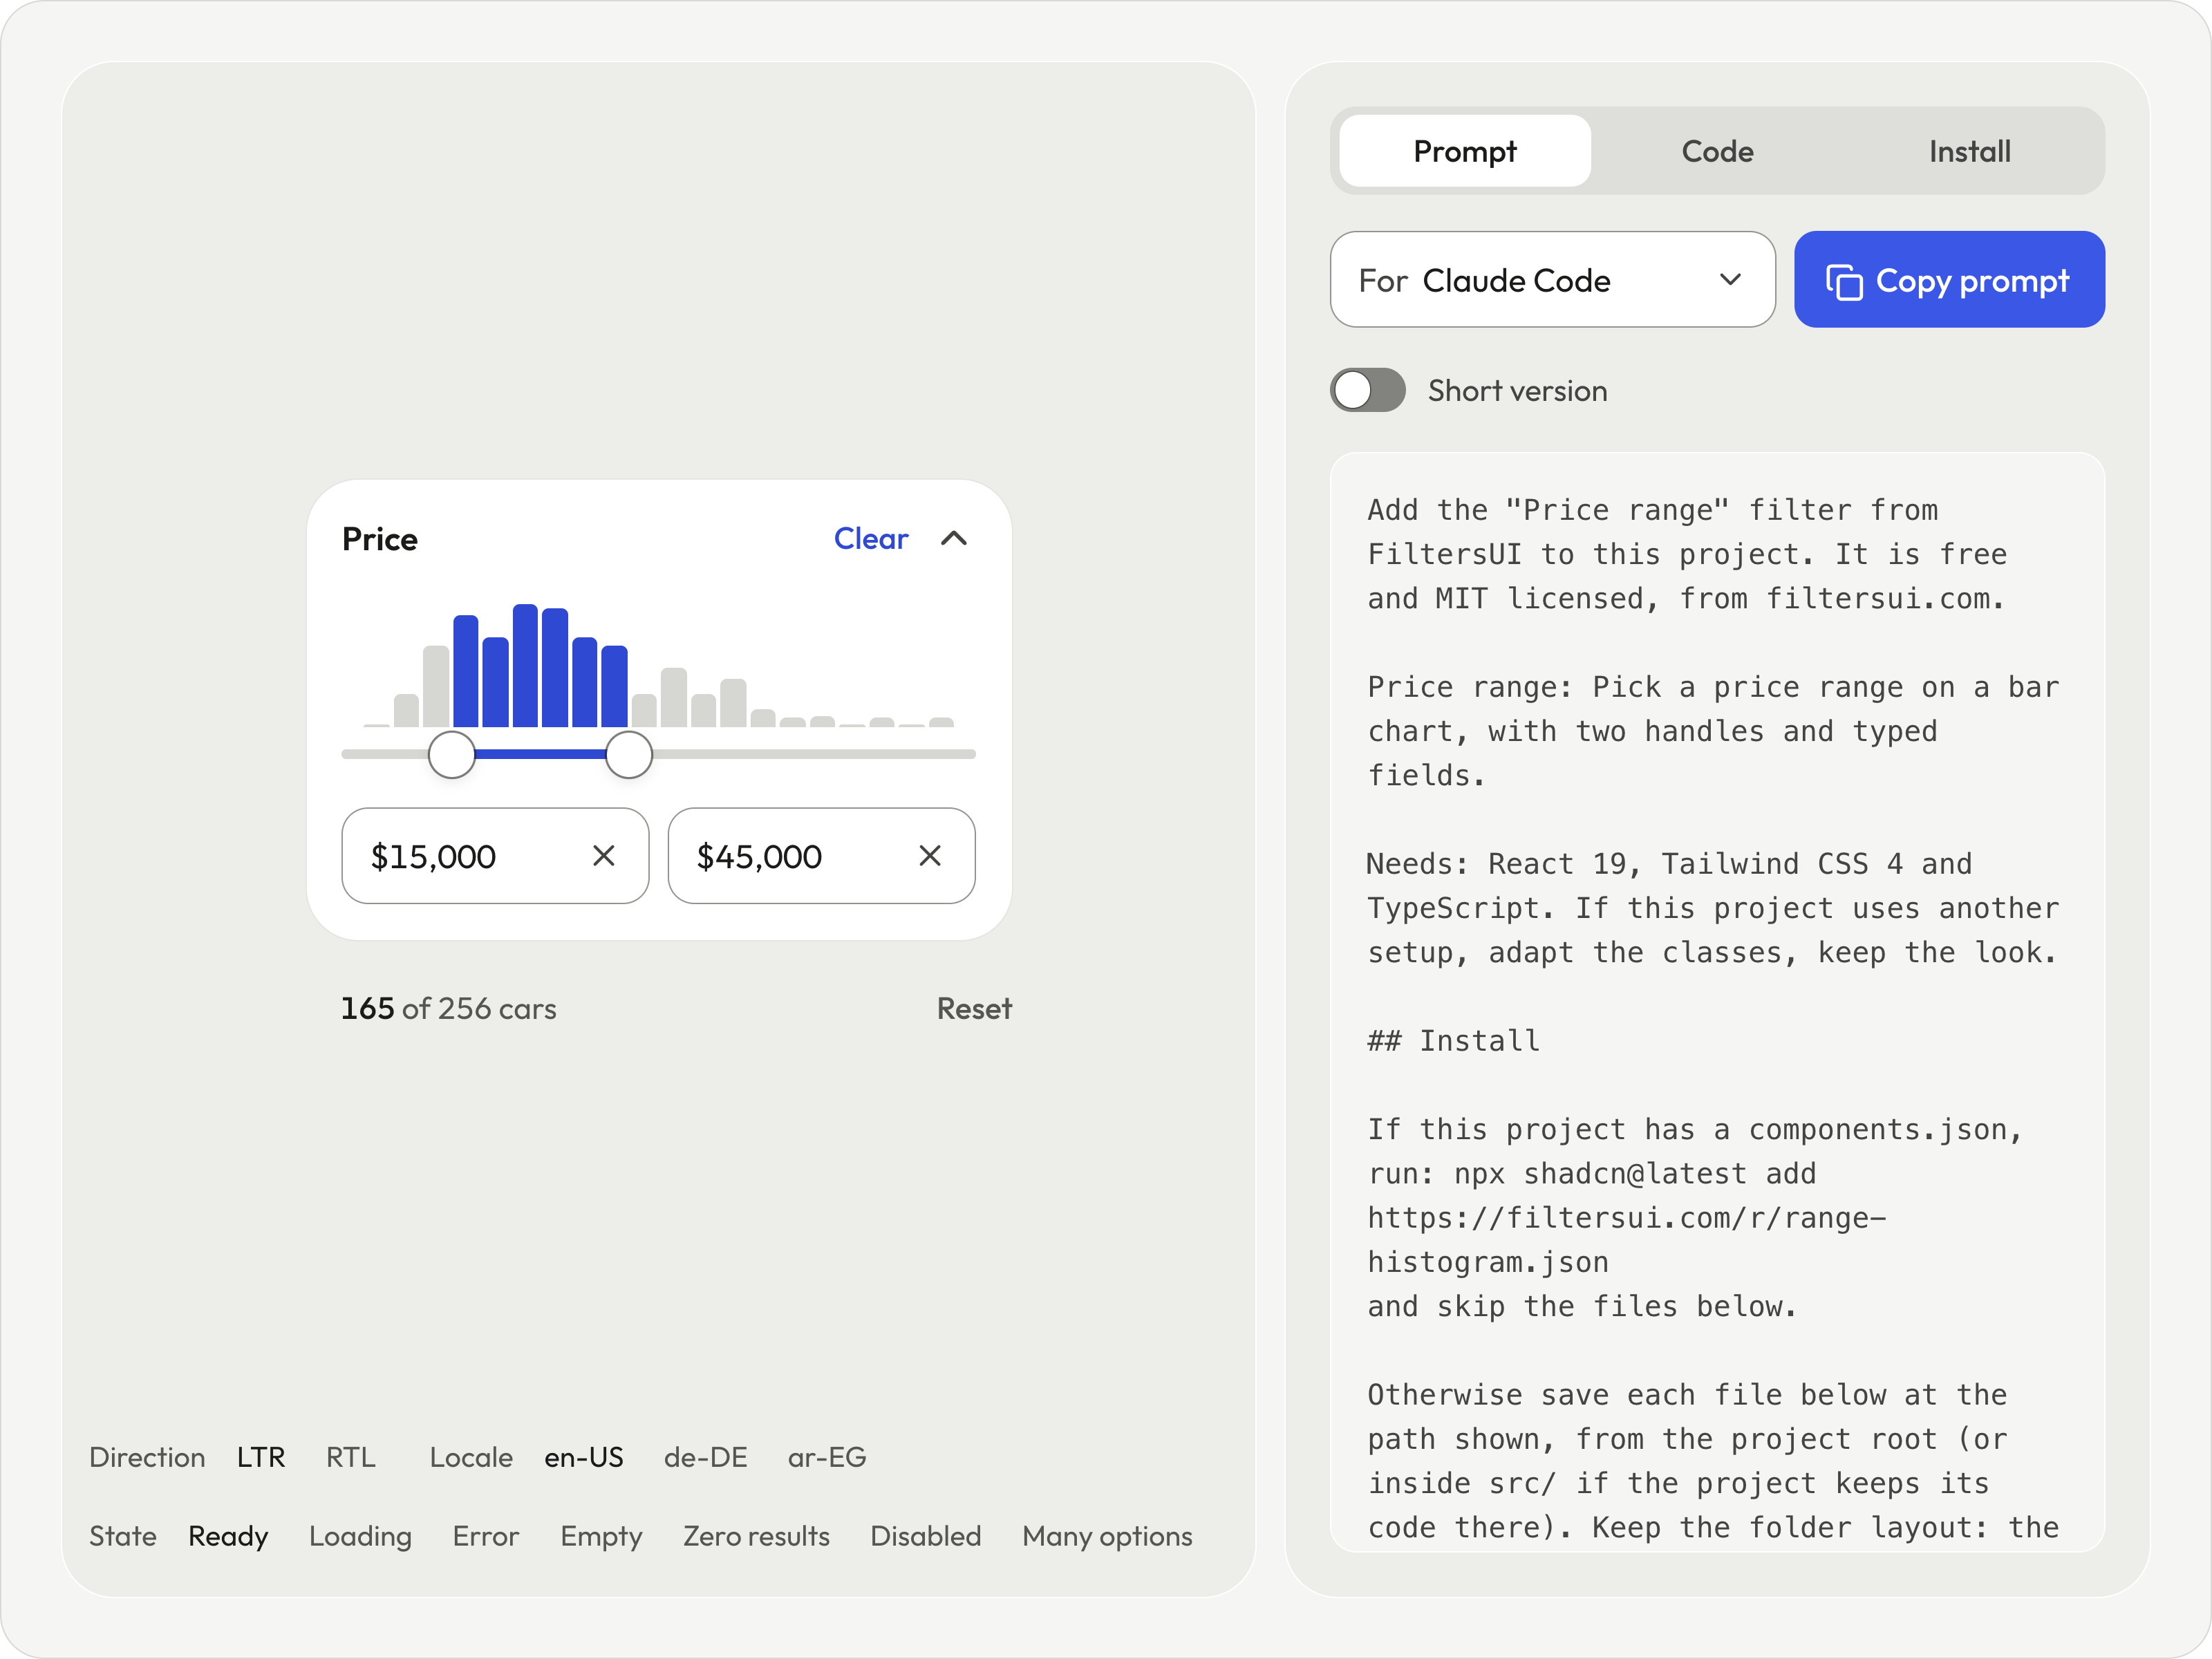 Price
Clear
$15,000
$45,000
165 of 256 cars
Reset
Direction LTR RTL Locale en-US de-DE ar-EG
State Ready Loading Error Empty Zero results Disabled Many options
Prompt Code Install
For Claude Code
Copy prompt
Short version
Add the "Price range" filter from
FiltersUI to this project. It is free
and MIT licensed, from filtersui.com.
Price range: Pick a price range on a bar
chart, with two handles and typed
fields.
Needs: React 19, Tailwind CSS 4 and
TypeScript. If this project uses another
setup, adapt the classes, keep the look.
## Install
If this project has a components.json,
run: npx shadcn@latest add
https://filtersui.com/r/range-
histogram.json
and skip the files below.
Otherwise save each file below at the
path shown, from the project root (or
inside src/ if the project keeps its
code there). Keep the folder layout: the